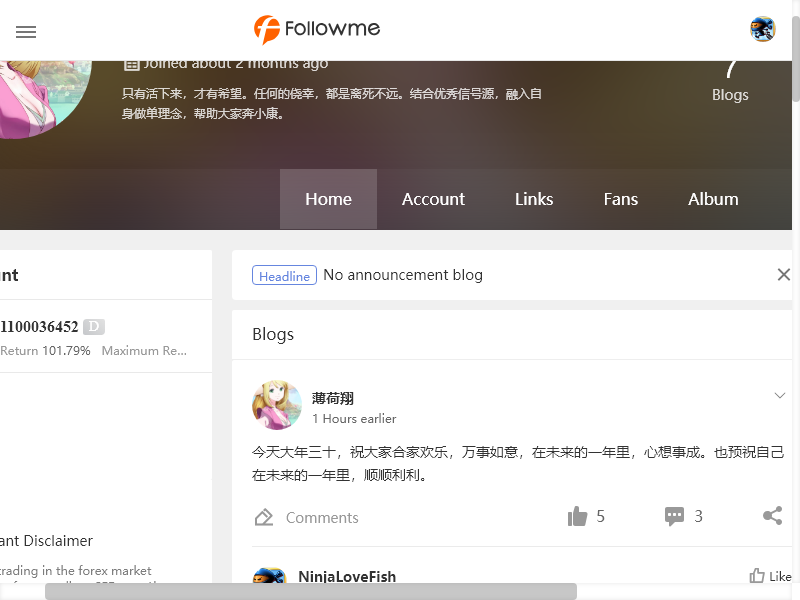 Followme
Joined about 2 months ago
只有活下来，才有希望。任何的侥幸，都是离死不远。结合优秀信号源，融入自
身做单理念，帮助大家奔小康。
7
Blogs
Home
Account
Links
Fans
Album
Headline
No announcement blog
Blogs
1100036452 D
Return 101.79% Maximum Re...
薄荷翔
1 Hours earlier
今天大年三十，祝大家合家欢乐，万事如意，在未来的一年里，心想事成。也预祝自己
在未来的一年里，顺顺利利。
Comments
5
3
Disclaimer
in the forex market
NinjaLoveFish
Like